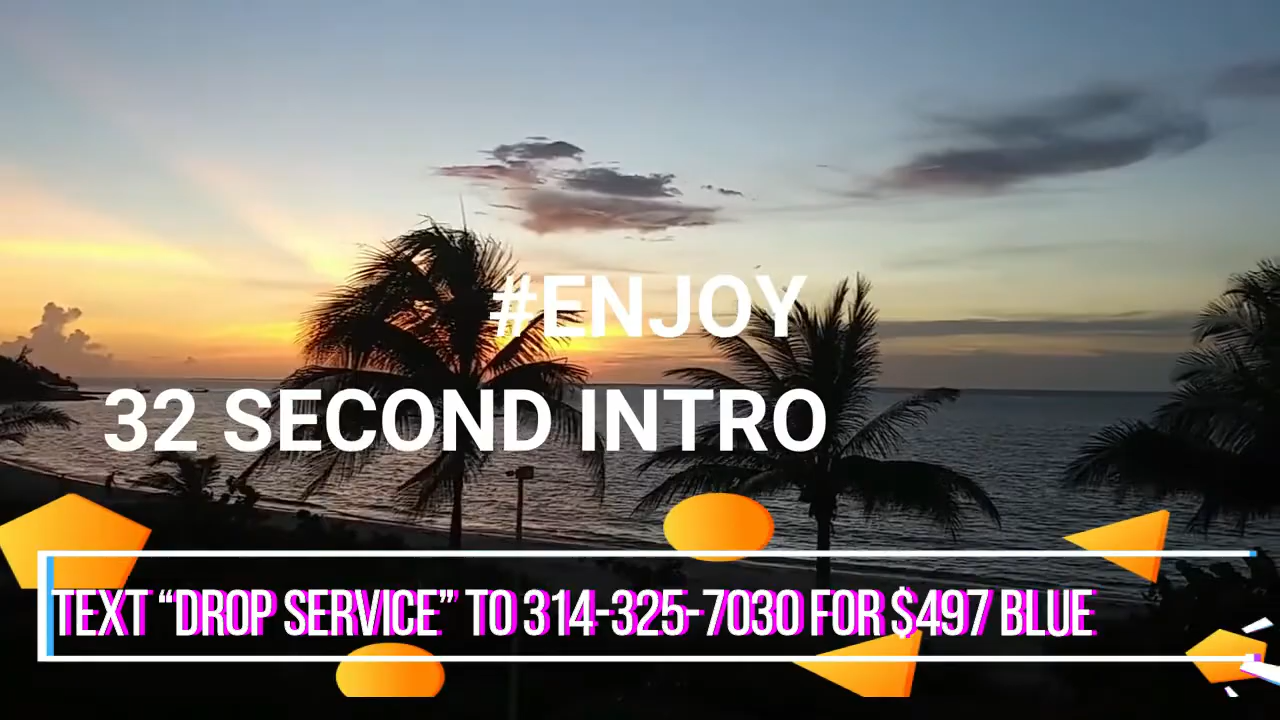 #ENJOY
32 SECOND INTRO
TEXT “DROP SERVICE” TO 314-325-7030 FOR $497 BLUE